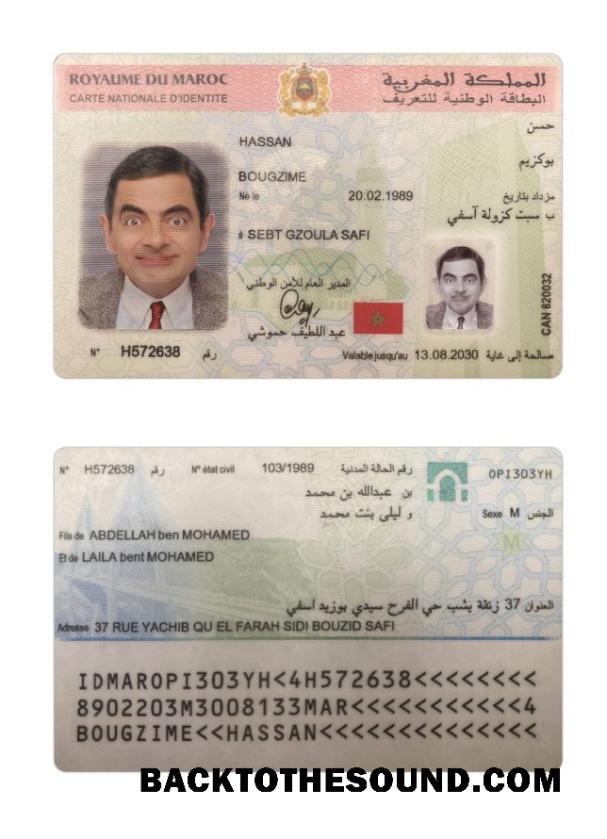 ROYAUME DU MAROC
المملكة المغربية
CARTE NATIONALE D'IDENTITE
البطاقة الوطنية للتعريف
حسن
HASSAN
بوكزيم
BOUGZIME
Né le 20.02.1989 مزداد بتاريخ
ب سبت كزولة آسفي
à SEBT GZOULA SAFI
المدير العام للأمن الوطني
عبد اللطيف حموشي
CAN 820032
N° H572638 رقم
Valable jusqu'au 13.08.2030 صالحة إلى غاية
N° H572638 رقم
N° état civil 103/1989 رقم الحالة المدنية
OPI303YH
بن عبدالله بن محمد
و ليلى بنت محمد
Sexe M الجنس
M
Fils de ABDELLAH ben MOHAMED
Et de LAILA bent MOHAMED
العنوان 37 زنقة يشب حي الفرح سيدي بوزيد آسفي
Adresse 37 RUE YACHIB QU EL FARAH SIDI BOUZID SAFI
IDMAROPI303YH<4H572638<<<<<<<<
8902203M3008133MAR<<<<<<<<<<<4
BOUGZIME<<HASSAN<<<<<<<<<<<<<<
BACKTOTHESOUND.COM